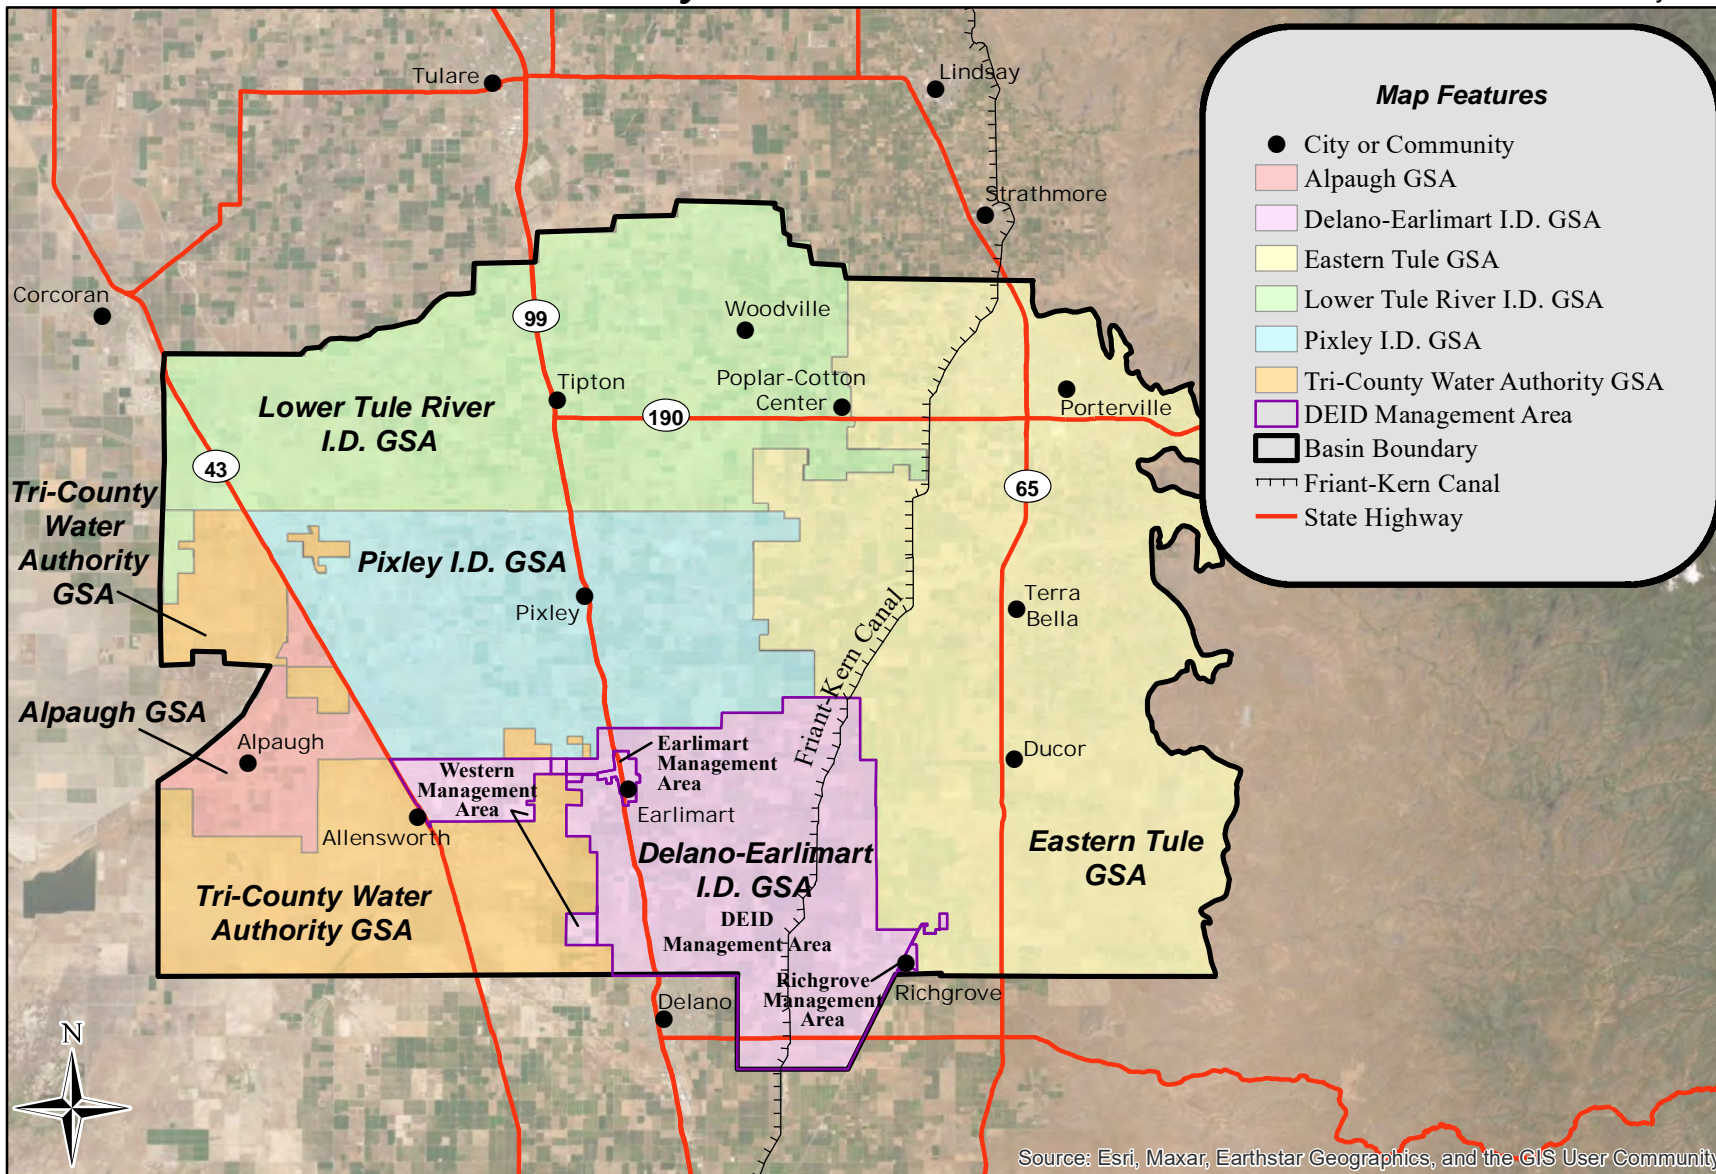 Tulare
Lindsay
Strathmore
Corcoran
99
Woodville
Tipton
Poplar-Cotton
Center
190
Porterville
Lower Tule River
I.D. GSA
43
65
Tri-County
Water
Authority
GSA
Pixley I.D. GSA
Pixley
Terra
Bella
Friant-Kern Canal
Alpaugh GSA
Alpaugh
Western
Management
Area
Earlimart
Management
Area
Ducor
Earlimart
Allensworth
Delano-Earlimart
I.D. GSA
Eastern Tule
GSA
Tri-County Water
Authority GSA
DEID
Management Area
Richgrove
Management
Area
Richgrove
Delano
N
Map Features
City or Community
Alpaugh GSA
Delano-Earlimart I.D. GSA
Eastern Tule GSA
Lower Tule River I.D. GSA
Pixley I.D. GSA
Tri-County Water Authority GSA
DEID Management Area
Basin Boundary
Friant-Kern Canal
State Highway
Source: Esri, Maxar, Earthstar Geographics, and the GIS User Community